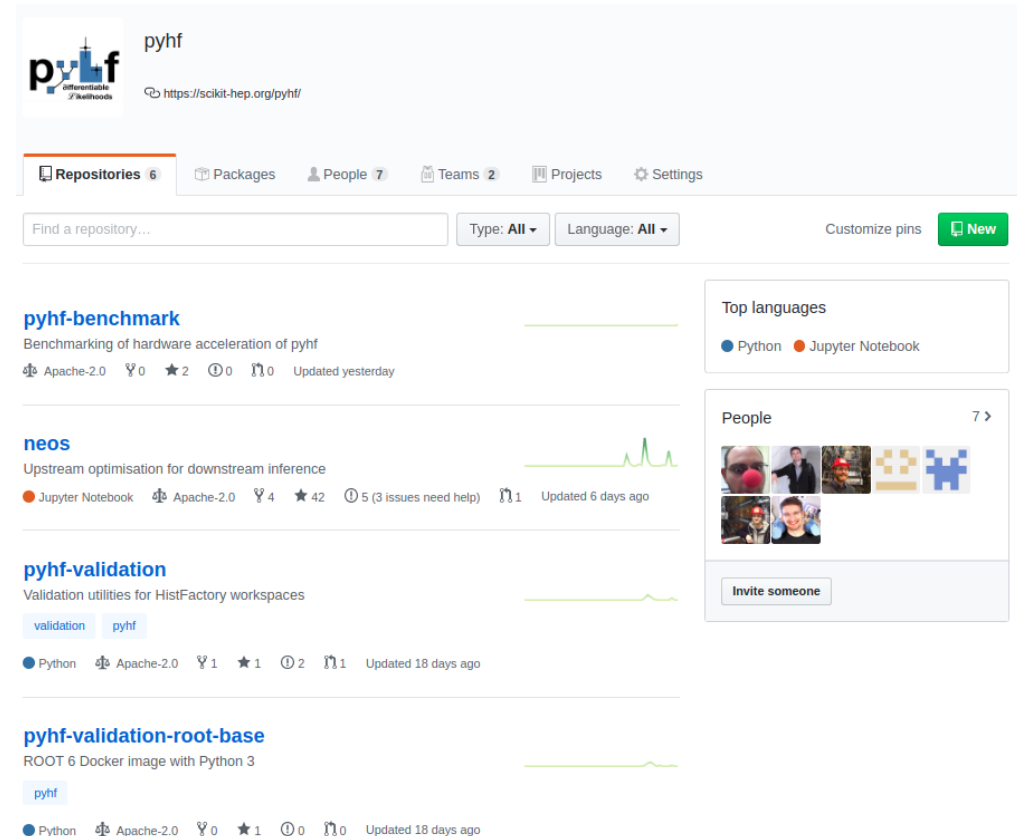 pyhf
differentiable
Likelihoods
pyhf
https://scikit-hep.org/pyhf/
Repositories 6
Packages
People 7
Teams 2
Projects
Settings
Find a repository…
Type: All
Language: All
Customize pins
New
pyhf-benchmark
Benchmarking of hardware acceleration of pyhf
Apache-2.0 0 2 0 0 Updated yesterday
neos
Upstream optimisation for downstream inference
Jupyter Notebook Apache-2.0 4 42 5 (3 issues need help) 1 Updated 6 days ago
pyhf-validation
Validation utilities for HistFactory workspaces
validation pyhf
Python Apache-2.0 1 1 2 1 Updated 18 days ago
pyhf-validation-root-base
ROOT 6 Docker image with Python 3
pyhf
Python Apache-2.0 0 1 0 0 Updated 18 days ago
Top languages
Python Jupyter Notebook
People 7
Invite someone